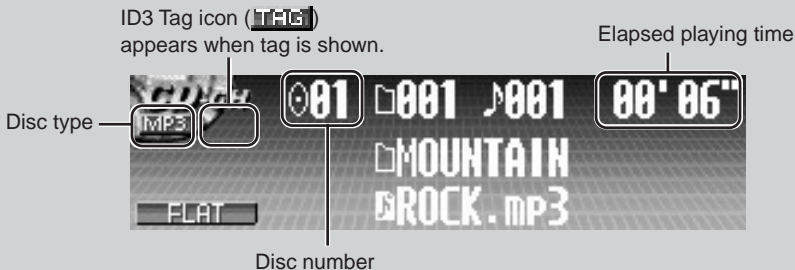 ID3 Tag icon (TAG)
appears when tag is shown.
Elapsed playing time
Disc type
MP3
01 001 001 00' 06"
MOUNTAIN
ROCK.mp3
FLAT
Disc number